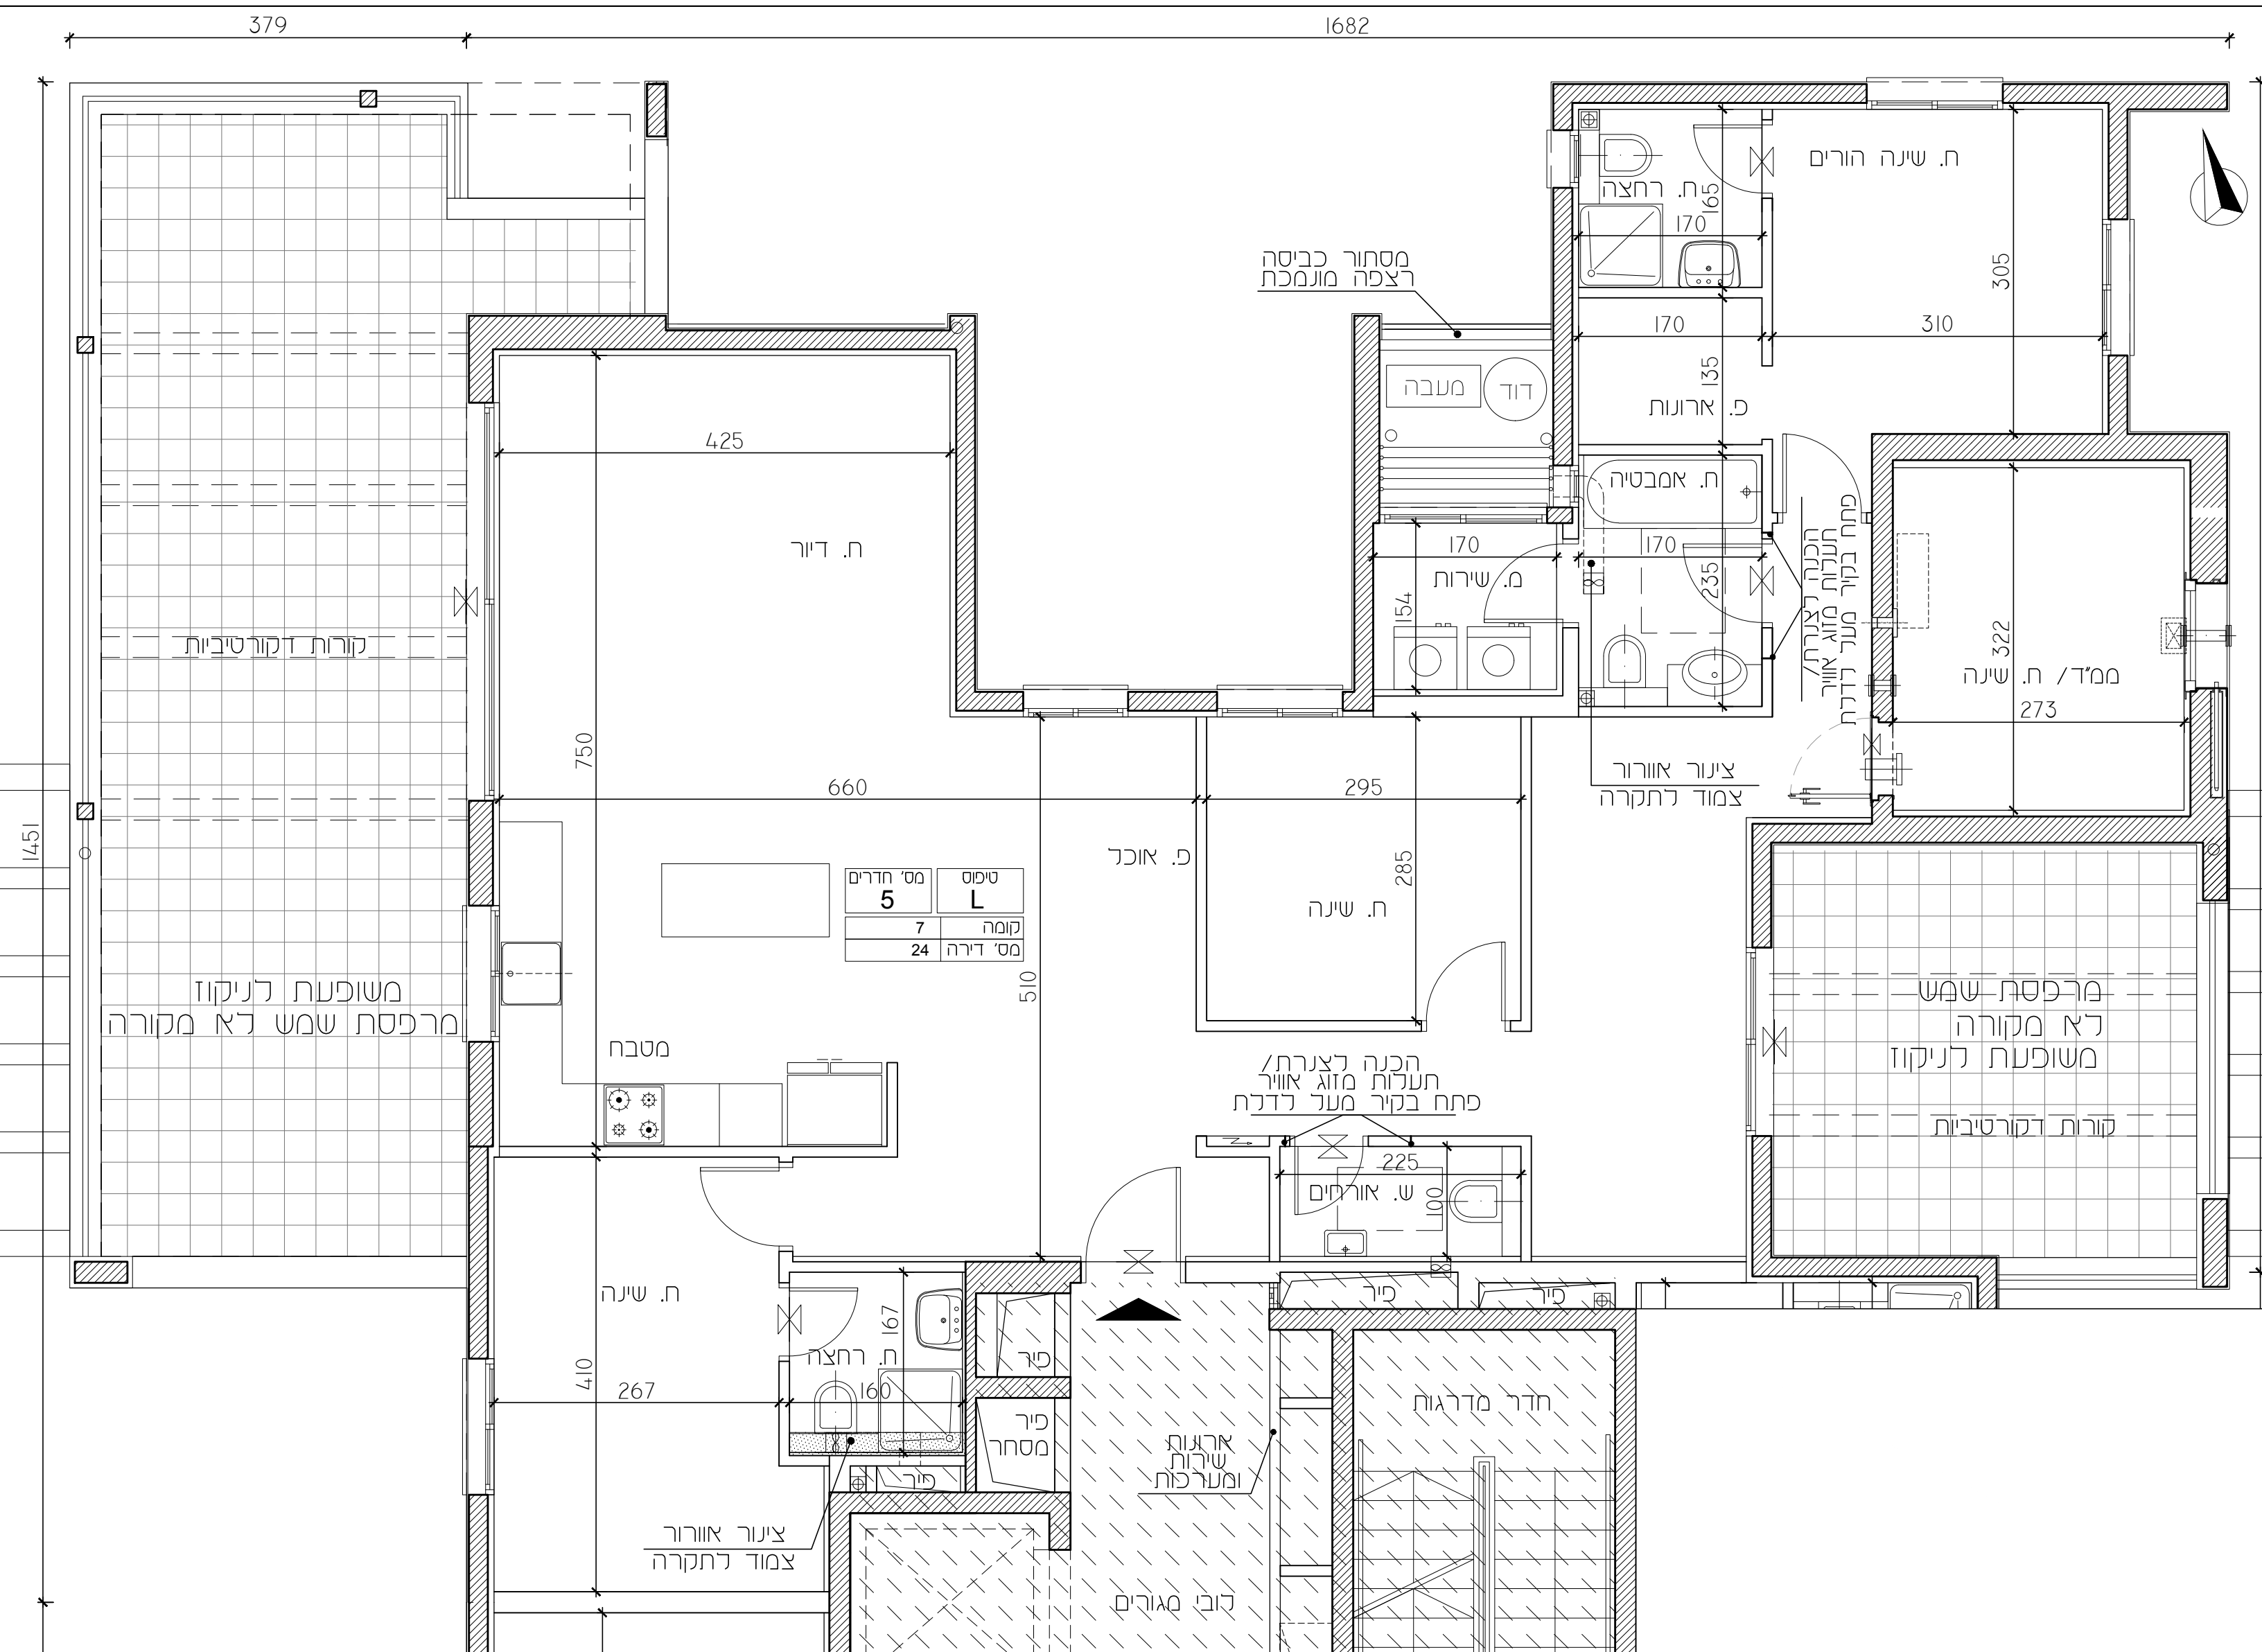 379
1682
ח. שינה הורים
ח. רחצה
165
170
305
מסתור כביסה
רצפה מונמכת
170
310
135
מעבה
דוד
פ. ארונות
425
ח. אמבטיה
ח. דיור
170
170
מ. שירות
154
235
הכנה לצנרת/
תעלות מזוג אוויר
פתח בקיר מעל לדלת
322
ממ"ד/ ח. שינה
273
קורות דקורטיביות
750
660
295
צינור אוורור
צמוד לתקרה
1451
פ. אוכל
285
טיפוס
L
מס' חדרים
5
קומה 7
מס' דירה 24
ח. שינה
510
משופעת לניקוז
מרפסת שמש לא מקורה
מרפסת שמש
לא מקורה
משופעת לניקוז
מטבח
הכנה לצנרת/
תעלות מזוג אוויר
פתח בקיר מעל לדלת
קורות דקורטיביות
225
ש. אורחים
100
ח. שינה
פיר
פיר
167
ח. רחצה
פיר
410
267
160
חדר מדרגות
פיר
מסחר
ארונות
שירות
ומערכות
פיר
צינור אוורור
צמוד לתקרה
לובי מגורים